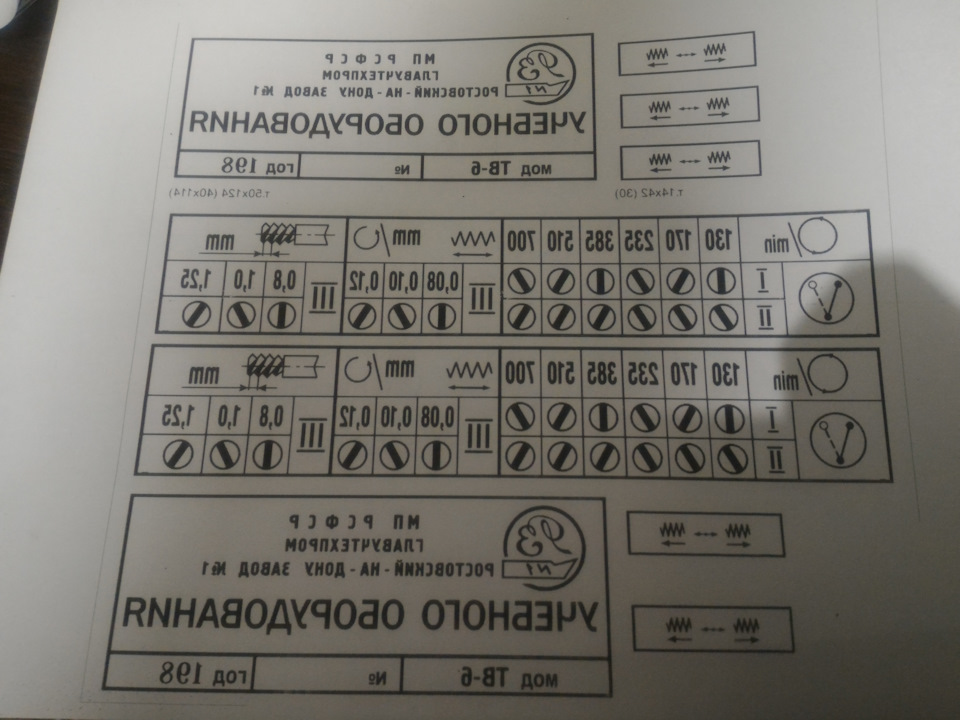 МП РСФСР
ГЛАВУЧТЕХПРОМ
РОСТОВСКИЙ-НА-ДОНУ ЗАВОД №1
УЧЕБНОГО ОБОРУДОВАНИЯ
№1
мод ТВ-6 № год 198
т.14х42 (30) т.50х124 (40х114)
min 130 170 235 385 510 700 mm mm
I III 0,08 0,10 0,12 III 0,8 1,0 1,25
II
min 130 170 235 385 510 700 mm mm
I III 0,08 0,10 0,12 III 0,8 1,0 1,25
II
МП РСФСР
ГЛАВУЧТЕХПРОМ
РОСТОВСКИЙ-НА-ДОНУ ЗАВОД №1
УЧЕБНОГО ОБОРУДОВАНИЯ
№1
мод ТВ-6 № год 198